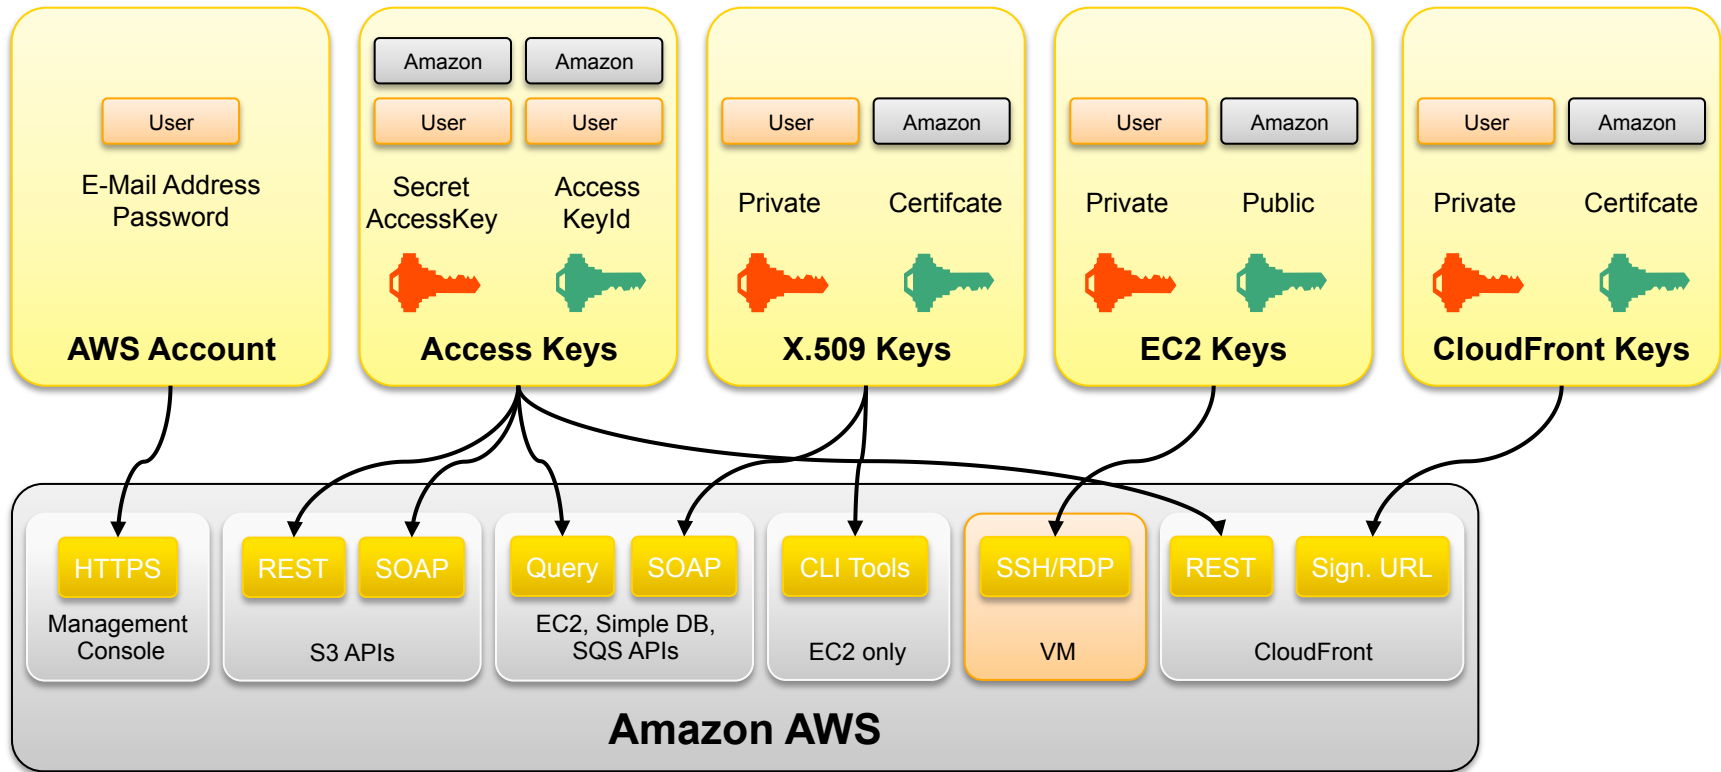 Amazon
Amazon
User
User
User
User
Amazon
User
Amazon
User
Amazon
E-Mail Address
Password
Secret
AccessKey
Access
KeyId
Private
Certifcate
Private
Public
Private
Certifcate
AWS Account
Access Keys
X.509 Keys
EC2 Keys
CloudFront Keys
HTTPS
REST
SOAP
Query
SOAP
CLI Tools
SSH/RDP
REST
Sign. URL
Management
Console
S3 APIs
EC2, Simple DB,
SQS APIs
EC2 only
VM
CloudFront
Amazon AWS